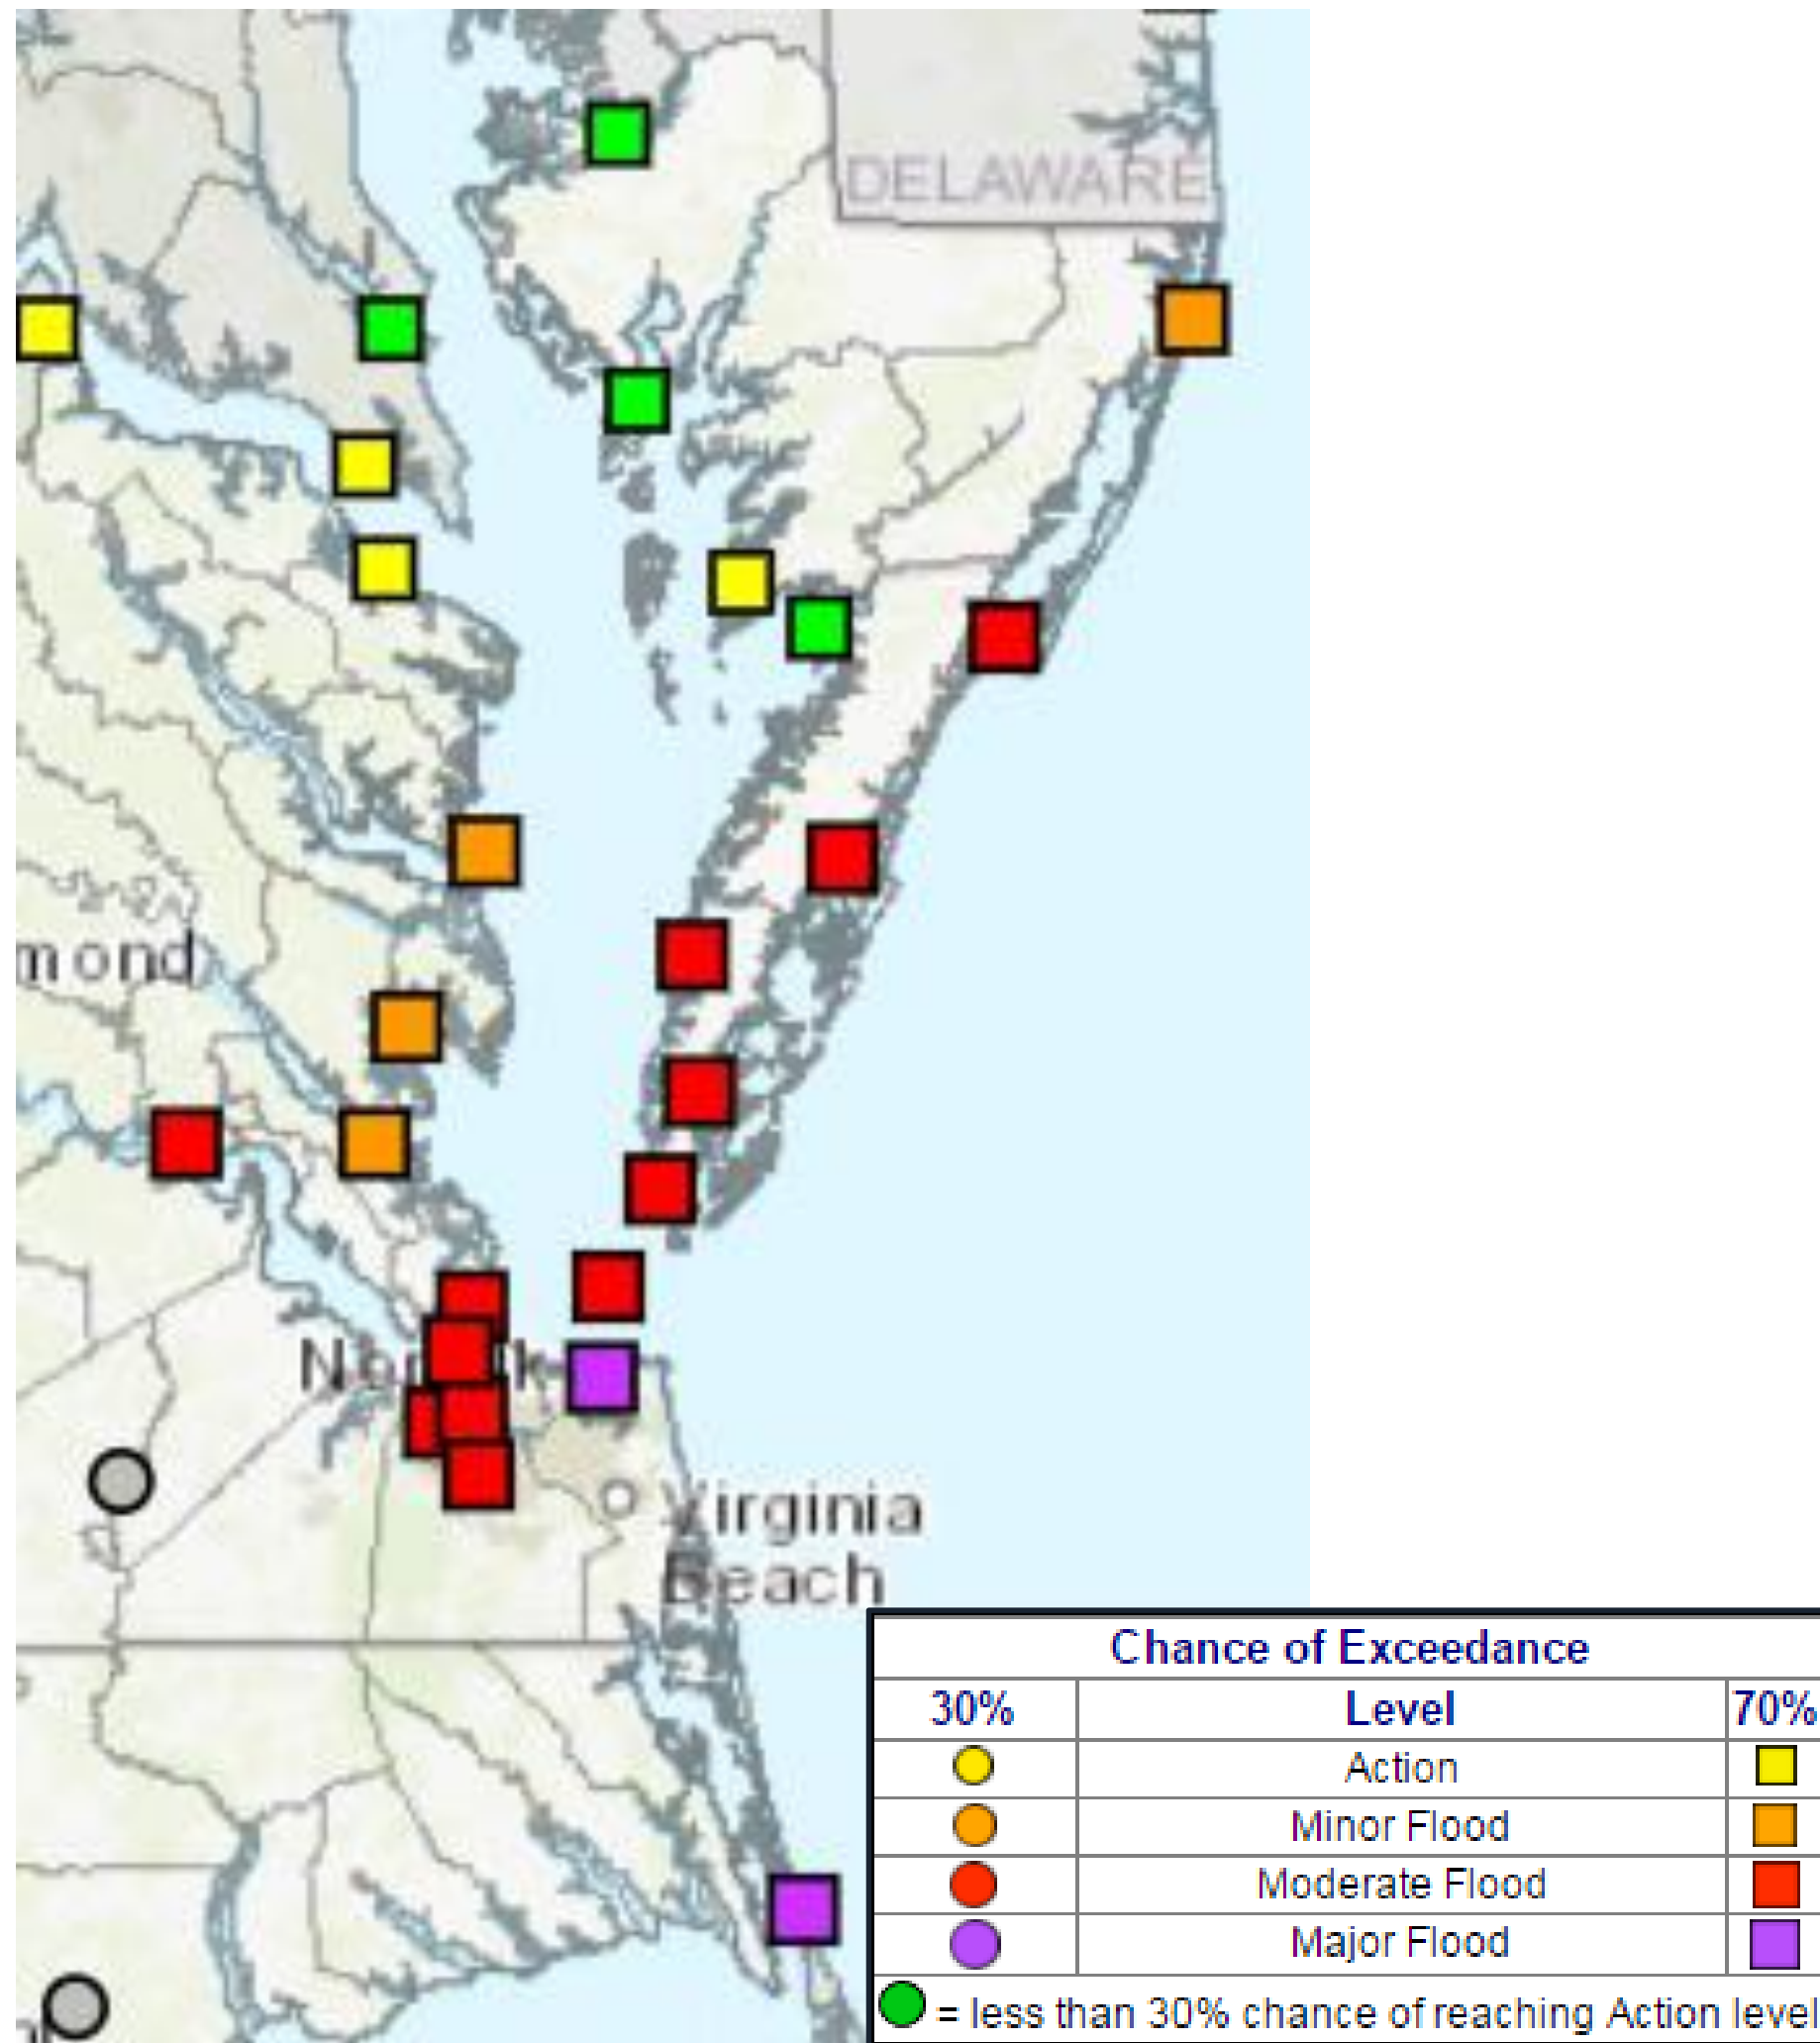 DELAWARE
mond
Norfolk
Virginia
Beach
Chance of Exceedance
30% Level 70%
Action
Minor Flood
Moderate Flood
Major Flood
= less than 30% chance of reaching Action level